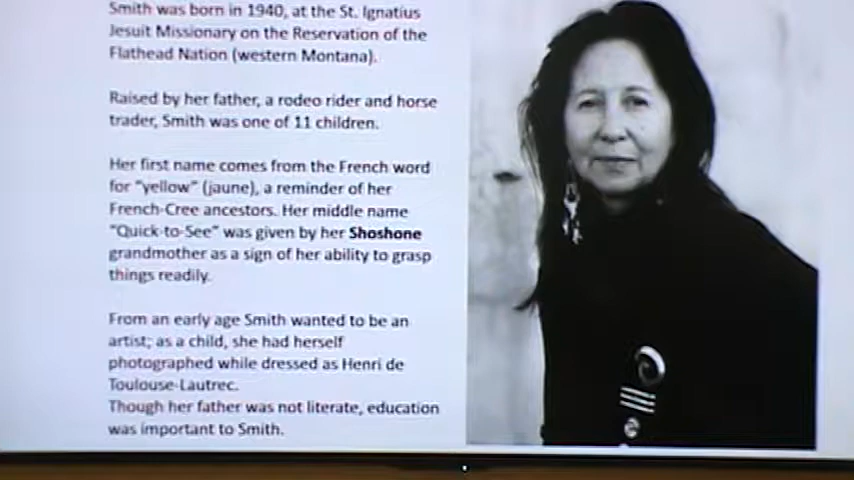 Smith was born in 1940, at the St. Ignatius
Jesuit Missionary on the Reservation of the
Flathead Nation (western Montana).
Raised by her father, a rodeo rider and horse
trader, Smith was one of 11 children.
Her first name comes from the French word
for "yellow" (jaune), a reminder of her
French-Cree ancestors. Her middle name
"Quick-to-See" was given by her Shoshone
grandmother as a sign of her ability to grasp
things readily.
From an early age Smith wanted to be an
artist; as a child, she had herself
photographed while dressed as Henri de
Toulouse-Lautrec.
Though her father was not literate, education
was important to Smith.